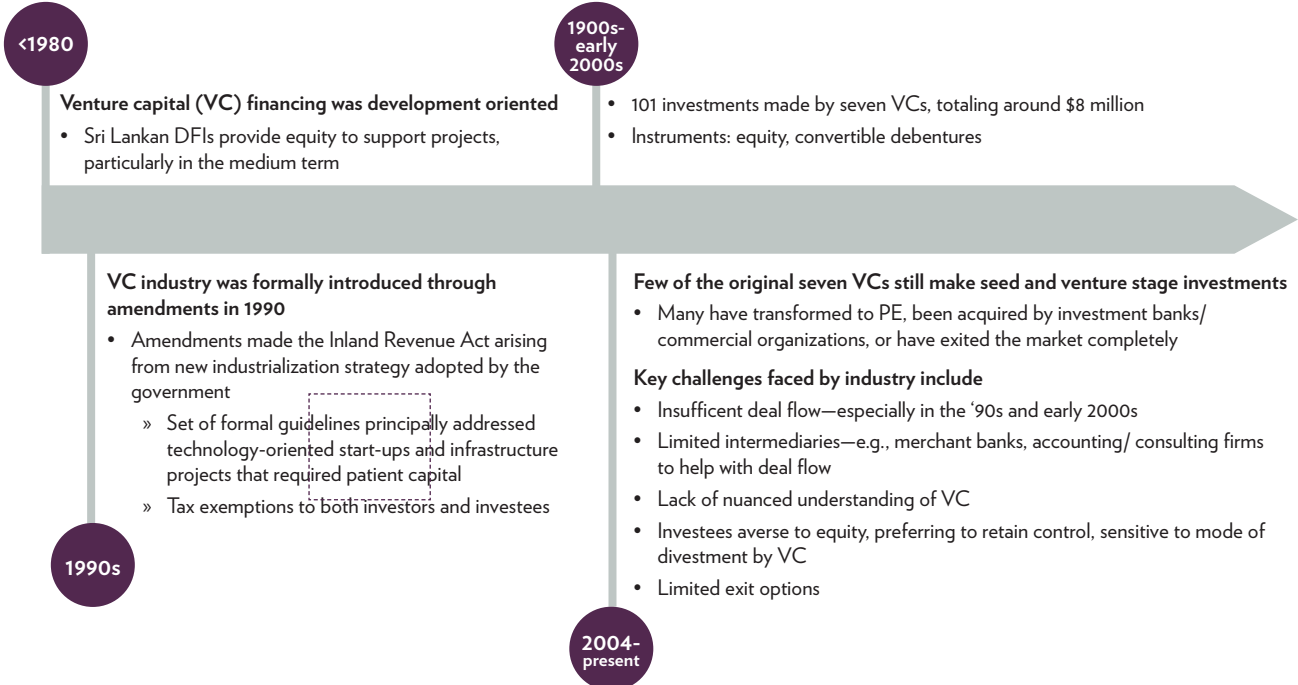 <1980
Venture capital (VC) financing was development oriented
• Sri Lankan DFIs provide equity to support projects,
particularly in the medium term
1900s-
early
2000s
• 101 investments made by seven VCs, totaling around $8 million
• Instruments: equity, convertible debentures
VC industry was formally introduced through
amendments in 1990
• Amendments made the Inland Revenue Act arising
from new industrialization strategy adopted by the
government
» Set of formal guidelines principally addressed
technology-oriented start-ups and infrastructure
projects that required patient capital
» Tax exemptions to both investors and investees
1990s
Few of the original seven VCs still make seed and venture stage investments
• Many have transformed to PE, been acquired by investment banks/
commercial organizations, or have exited the market completely
Key challenges faced by industry include
• Insufficent deal flow—especially in the ‘90s and early 2000s
• Limited intermediaries—e.g., merchant banks, accounting/ consulting firms
to help with deal flow
• Lack of nuanced understanding of VC
• Investees averse to equity, preferring to retain control, sensitive to mode of
divestment by VC
• Limited exit options
2004-
present